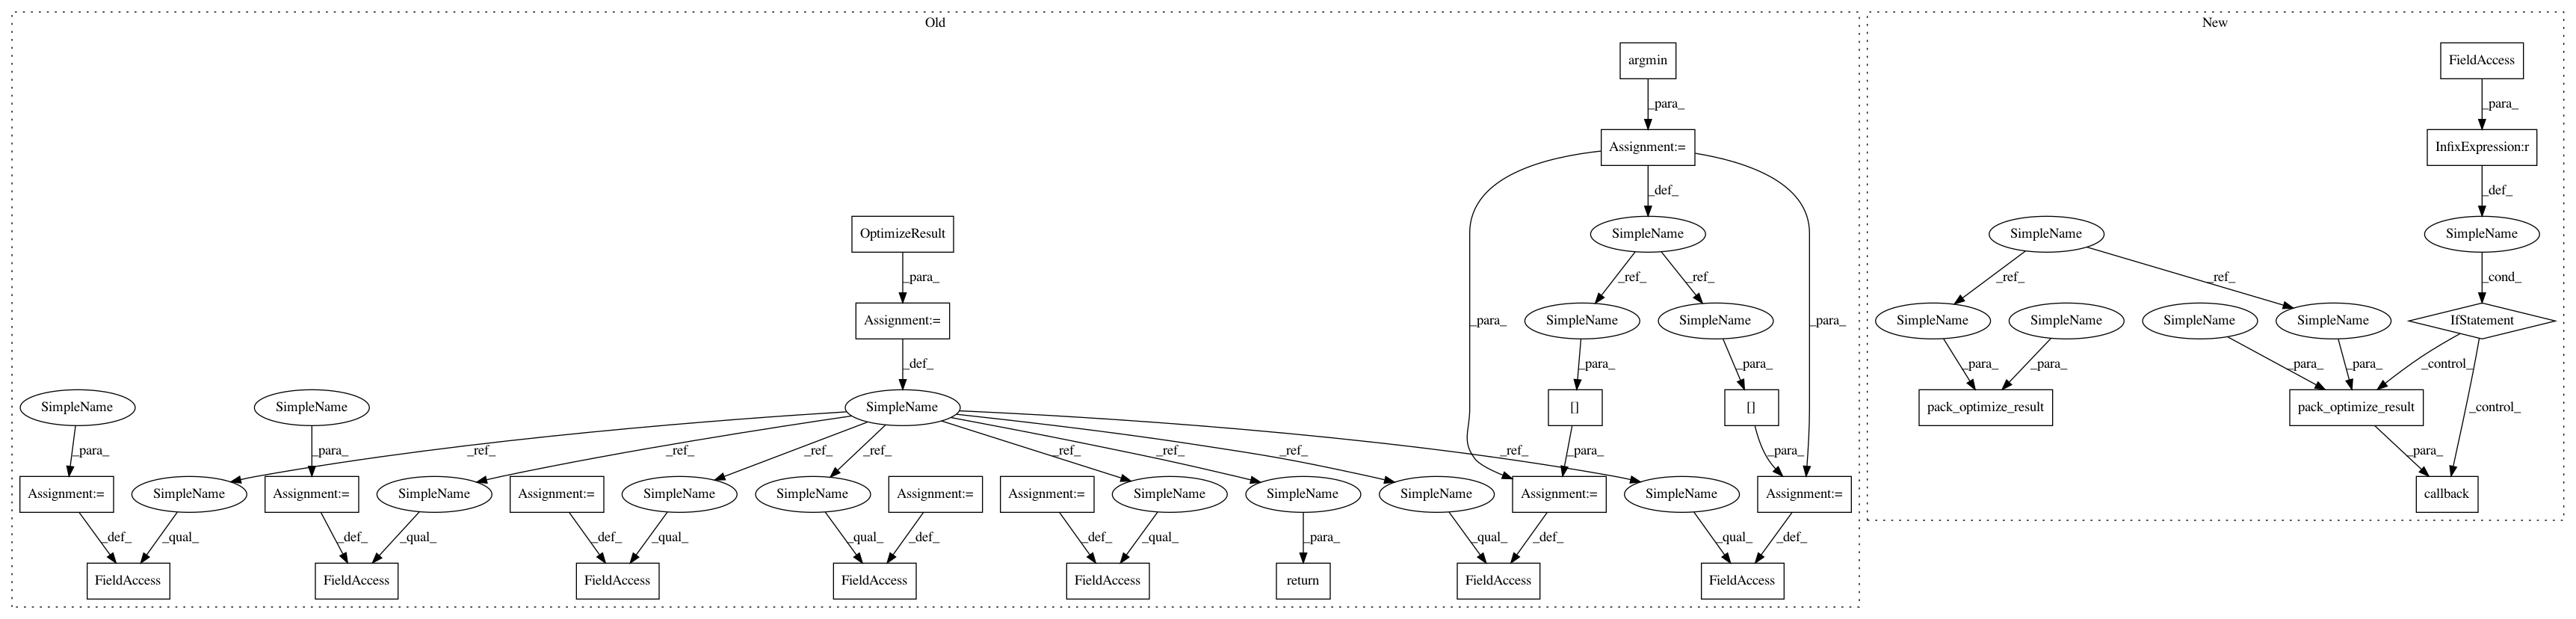 Old
New
argmin
FieldAccess
_para_
_para_
Assignment:=
InfixExpression:r
_def_
_def_
OptimizeResult
SimpleName
SimpleName
SimpleName
_para_
_ref_
_ref_
_ref_
_ref_
_cond_
Assignment:=
_para_
SimpleName
SimpleName
_para_
SimpleName
SimpleName
SimpleName
SimpleName
IfStatement
_def_
_para_
_para_
_para_
_para_
_para_
_para_
_control_
SimpleName
SimpleName
SimpleName
[]
[]
pack_optimize_result
pack_optimize_result
_control_
_para_
_ref_
_para_
_ref_
_ref_
_ref_
_ref_
_ref_
_ref_
_para_
_ref_
_para_
_para_
Assignment:=
SimpleName
Assignment:=
SimpleName
Assignment:=
SimpleName
SimpleName
Assignment:=
Assignment:=
SimpleName
SimpleName
SimpleName
Assignment:=
SimpleName
Assignment:=
callback
_def_
_qual_
_def_
_qual_
_def_
_qual_
_qual_
_def_
_def_
_qual_
_para_
_qual_
_def_
_qual_
_def_
FieldAccess
FieldAccess
FieldAccess
FieldAccess
FieldAccess
return
FieldAccess
FieldAccess